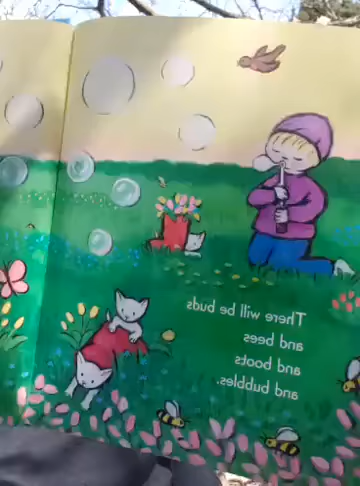 There will be buds
and bees
and boots
and bubbles.